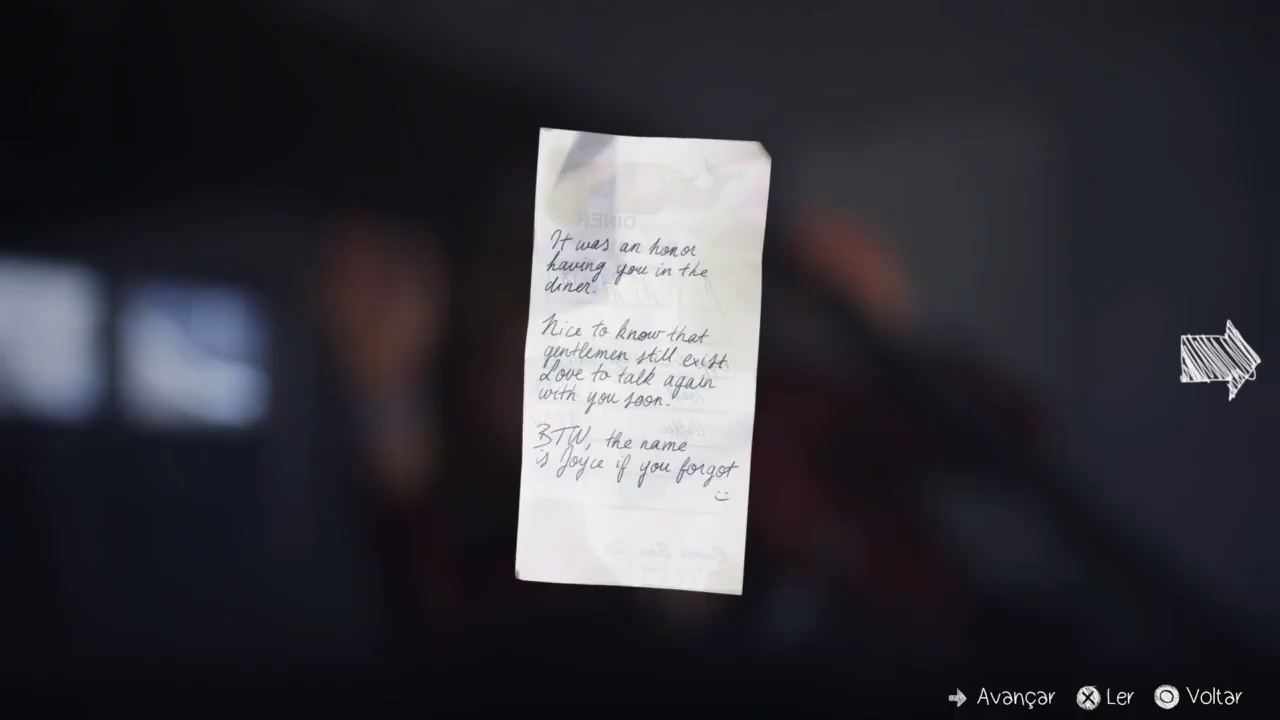 DINER
It was an honor
having you in the
diner.
Nice to know that
gentlemen still exist.
Love to talk again
with you soon.
BTW, the name
is Joyce if you forgot
Coffee
Avançar
Ler
Voltar